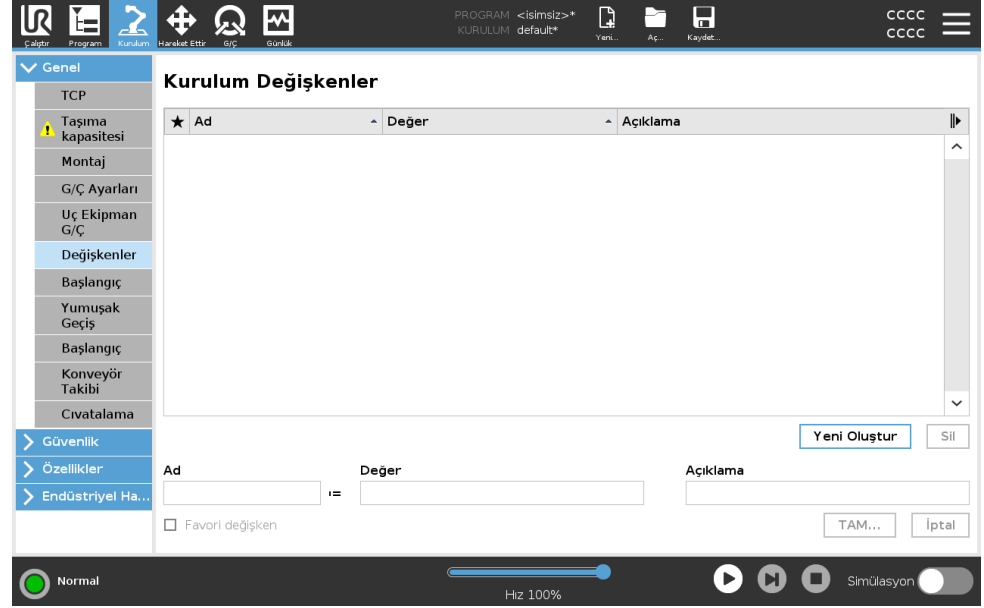 PROGRAM <isimsiz>*
KURULUM default*
CCCC
CCCC
Çalıştır Program Kurulum Hareket Ettir G/Ç Günlük Yeni... Aç... Kaydet...
Genel
TCP
Taşıma
kapasitesi
Montaj
G/Ç Ayarları
Uç Ekipman
G/Ç
Değişkenler
Başlangıç
Yumuşak
Geçiş
Başlangıç
Konveyör
Takibi
Cıvatalama
Güvenlik
Özellikler
Endüstriyel Ha...
Kurulum Değişkenler
Ad Değer Açıklama
Yeni Oluştur Sil
Ad Değer Açıklama
:=
Favori değişken TAM... İptal
Normal
Hız 100%
Simülasyon